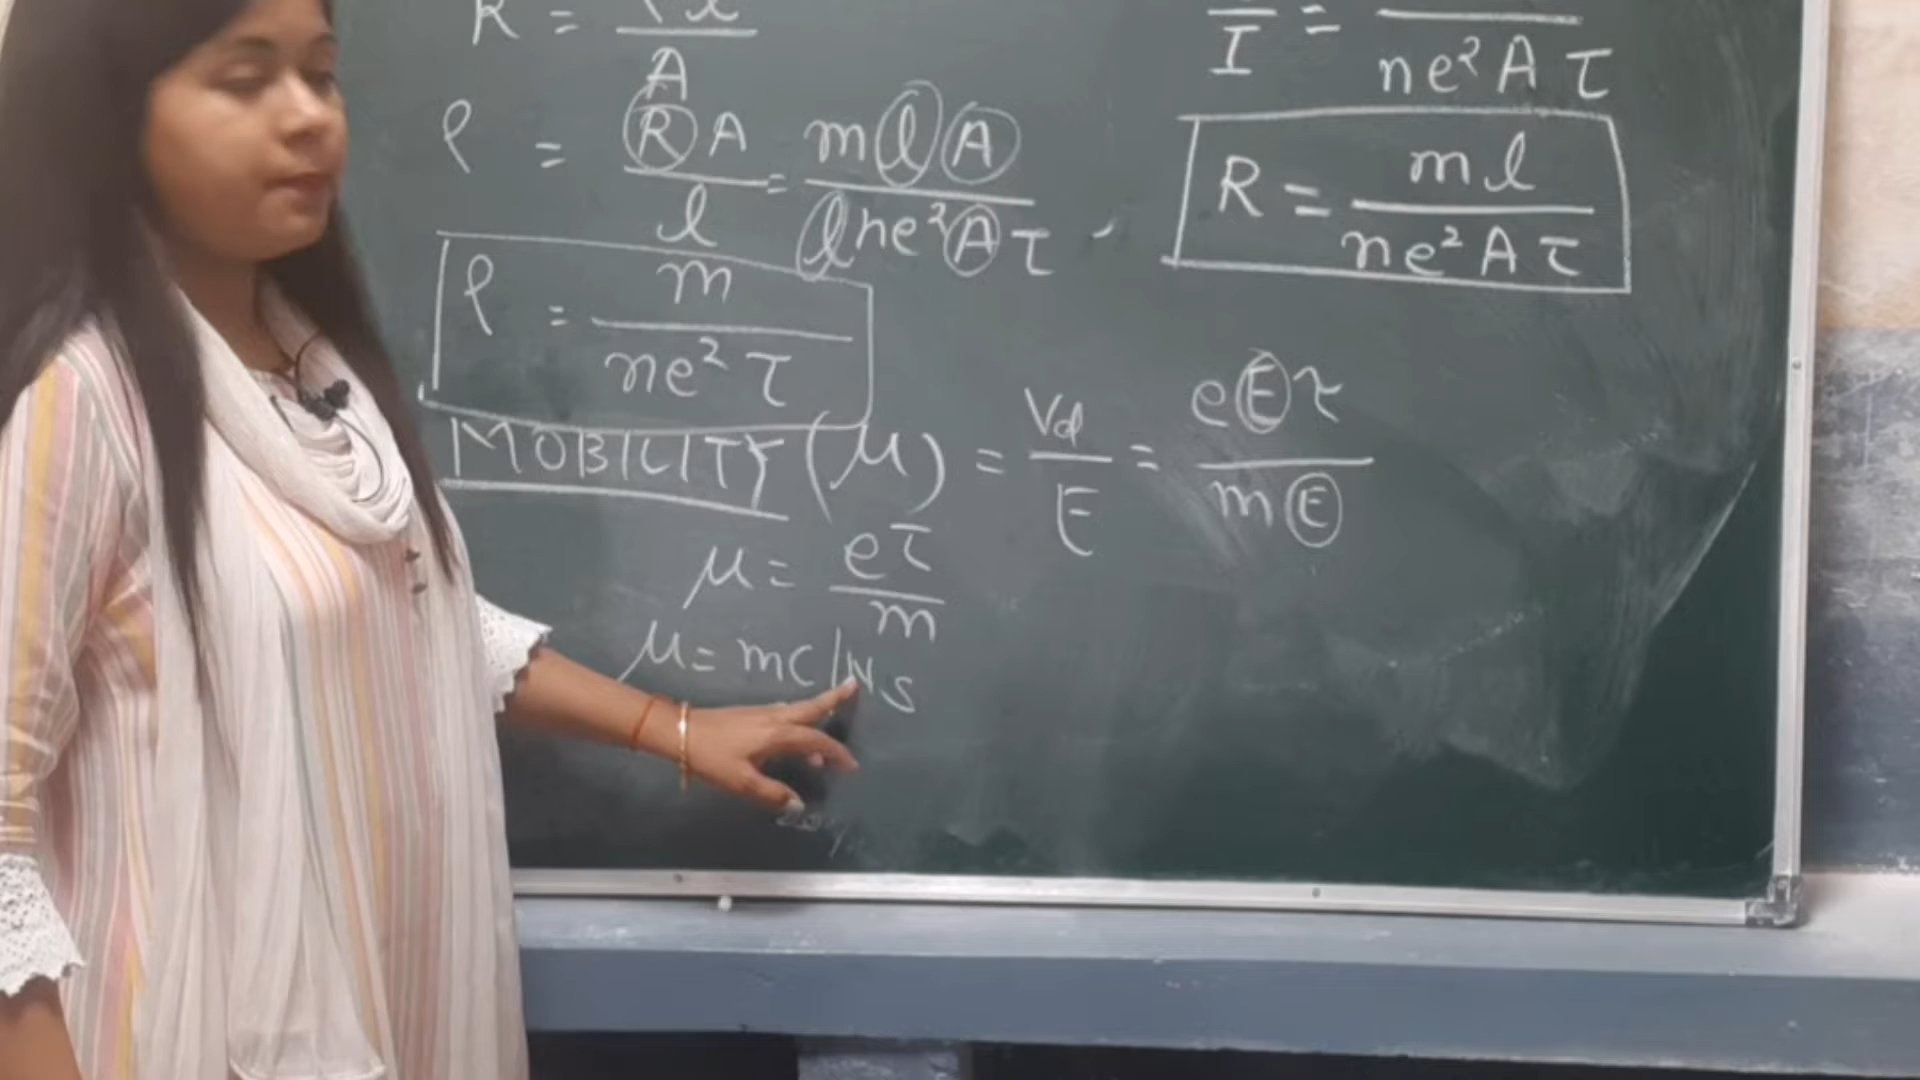 R = ρl / A
ρ = RA / l = mlA / lne²Aτ
ρ = m / ne²τ
MOBILITY (μ) = Vd / E = eEτ / mE
μ = eτ / m
μ = mC/NS
/ I = / ne²Aτ
R = ml / ne²Aτ